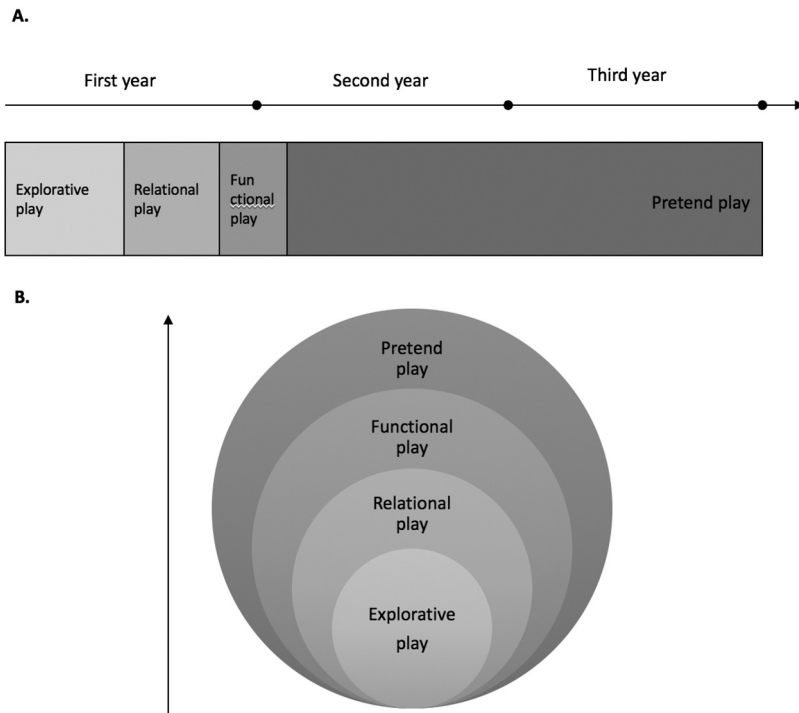 A.
First year
Second year
Third year
Explorative
play
Relational
play
Fun
ctional
play
Pretend play
B.
Pretend
play
Functional
play
Relational
play
Explorative
play